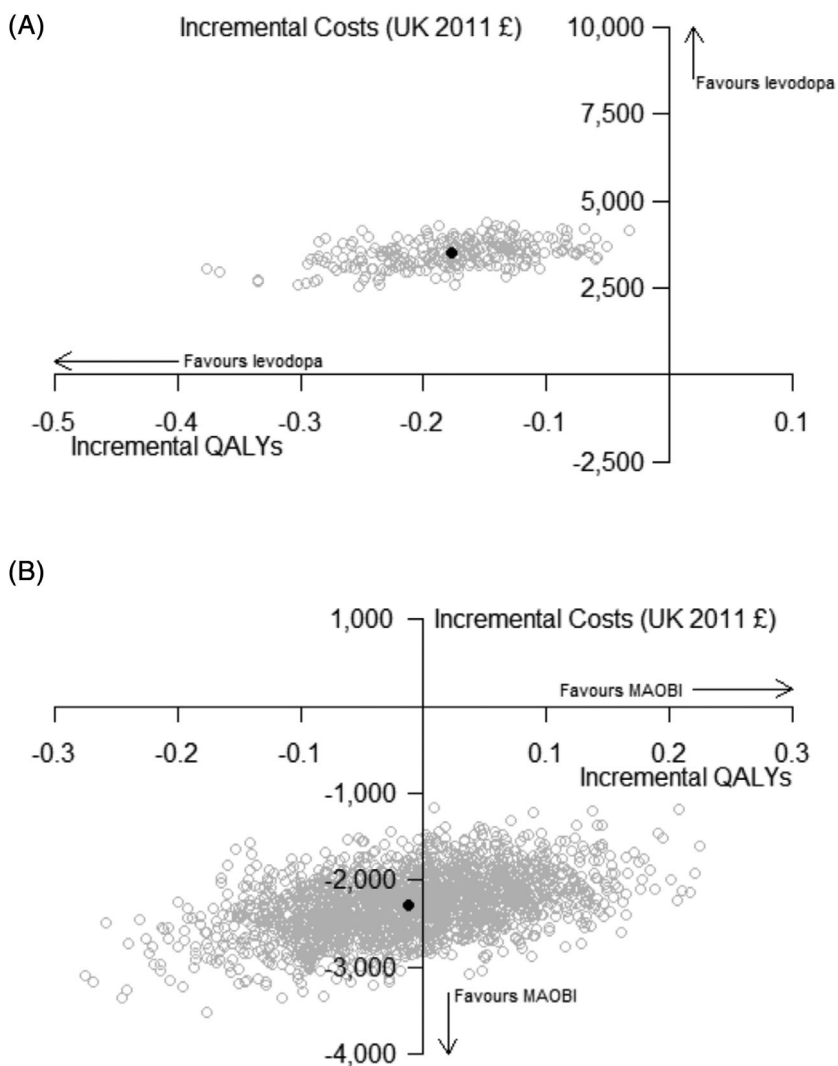 (A)
Incremental Costs (UK 2011 £)
10,000
Favours levodopa
7,500
5,000
2,500
Favours levodopa
-0.5 -0.4 -0.3 -0.2 -0.1 0.1
Incremental QALYs
-2,500
(B)
1,000 Incremental Costs (UK 2011 £)
Favours MAOBI
-0.3 -0.2 -0.1 0.1 0.2 0.3
Incremental QALYs
-1,000
-2,000
-3,000
Favours MAOBI
-4,000